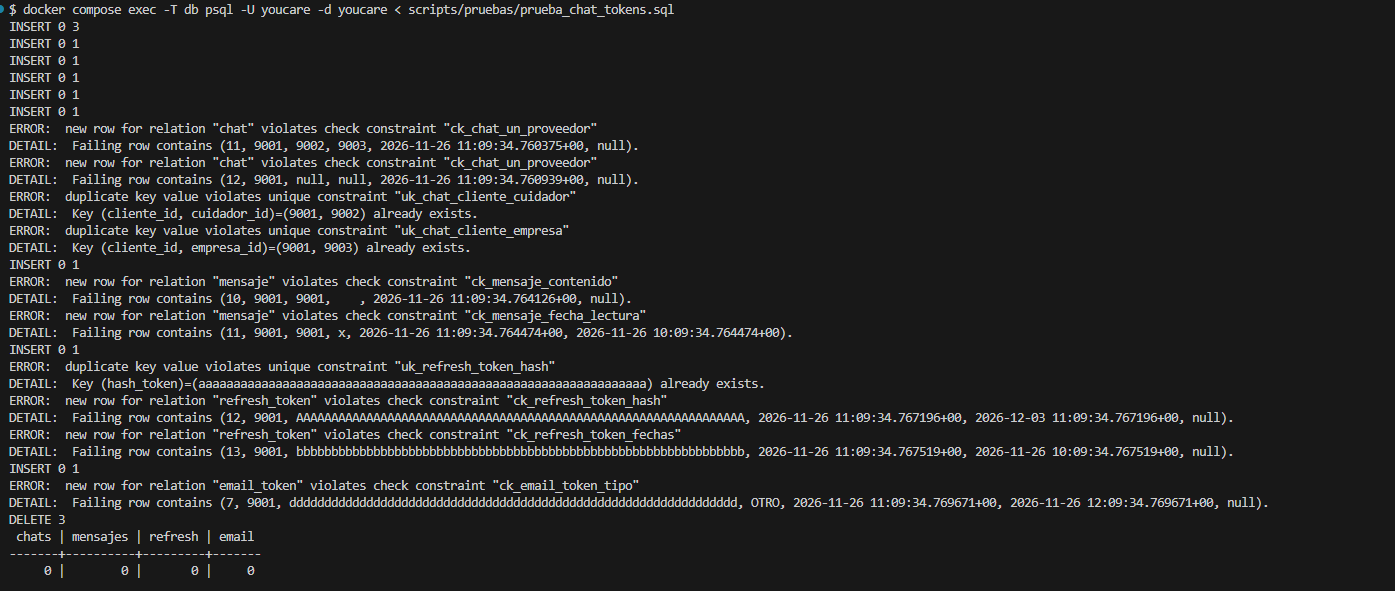 $ docker compose exec -T db psql -U youcare -d youcare < scripts/pruebas/prueba_chat_tokens.sql
INSERT 0 3
INSERT 0 1
INSERT 0 1
INSERT 0 1
INSERT 0 1
INSERT 0 1
ERROR:  new row for relation "chat" violates check constraint "ck_chat_un_proveedor"
DETAIL:  Failing row contains (11, 9001, 9002, 9003, 2026-11-26 11:09:34.760375+00, null).
ERROR:  new row for relation "chat" violates check constraint "ck_chat_un_proveedor"
DETAIL:  Failing row contains (12, 9001, null, null, 2026-11-26 11:09:34.760939+00, null).
ERROR:  duplicate key value violates unique constraint "uk_chat_cliente_cuidador"
DETAIL:  Key (cliente_id, cuidador_id)=(9001, 9002) already exists.
ERROR:  duplicate key value violates unique constraint "uk_chat_cliente_empresa"
DETAIL:  Key (cliente_id, empresa_id)=(9001, 9003) already exists.
INSERT 0 1
ERROR:  new row for relation "mensaje" violates check constraint "ck_mensaje_contenido"
DETAIL:  Failing row contains (10, 9001, 9001,    , 2026-11-26 11:09:34.764126+00, null).
ERROR:  new row for relation "mensaje" violates check constraint "ck_mensaje_fecha_lectura"
DETAIL:  Failing row contains (11, 9001, 9001, x, 2026-11-26 11:09:34.764474+00, 2026-11-26 10:09:34.764474+00).
INSERT 0 1
ERROR:  duplicate key value violates unique constraint "uk_refresh_token_hash"
DETAIL:  Key (hash_token)=(aaaaaaaaaaaaaaaaaaaaaaaaaaaaaaaaaaaaaaaaaaaaaaaaaaaaaaaaaaaaaaaa) already exists.
ERROR:  new row for relation "refresh_token" violates check constraint "ck_refresh_token_hash"
DETAIL:  Failing row contains (12, 9001, AAAAAAAAAAAAAAAAAAAAAAAAAAAAAAAAAAAAAAAAAAAAAAAAAAAAAAAAAAAAAAAA, 2026-11-26 11:09:34.767196+00, 2026-12-03 11:09:34.767196+00, null).
ERROR:  new row for relation "refresh_token" violates check constraint "ck_refresh_token_fechas"
DETAIL:  Failing row contains (13, 9001, bbbbbbbbbbbbbbbbbbbbbbbbbbbbbbbbbbbbbbbbbbbbbbbbbbbbbbbbbbbbbbbb, 2026-11-26 11:09:34.767519+00, 2026-11-26 10:09:34.767519+00, null).
INSERT 0 1
ERROR:  new row for relation "email_token" violates check constraint "ck_email_token_tipo"
DETAIL:  Failing row contains (7, 9001, dddddddddddddddddddddddddddddddddddddddddddddddddddddddddddddddd, OTRO, 2026-11-26 11:09:34.769671+00, 2026-11-26 12:09:34.769671+00, null).
DELETE 3
 chats | mensajes | refresh | email
-------+----------+---------+-------
     0 |        0 |       0 |     0